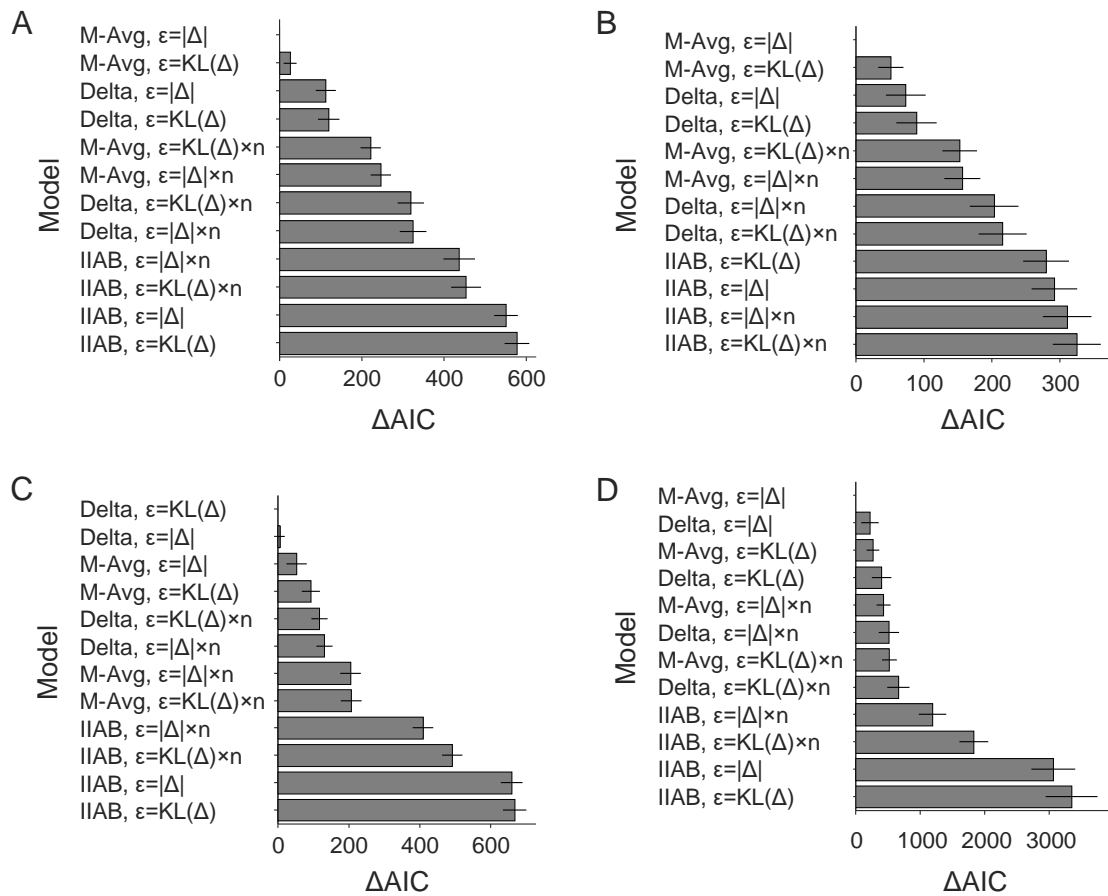 A
Model
M-Avg, ε=|Δ|
M-Avg, ε=KL(Δ)
Delta, ε=|Δ|
Delta, ε=KL(Δ)
M-Avg, ε=KL(Δ)×n
M-Avg, ε=|Δ|×n
Delta, ε=KL(Δ)×n
Delta, ε=|Δ|×n
IIAB, ε=|Δ|×n
IIAB, ε=KL(Δ)×n
IIAB, ε=|Δ|
IIAB, ε=KL(Δ)
0 200 400 600
ΔAIC
B
Model
M-Avg, ε=|Δ|
M-Avg, ε=KL(Δ)
Delta, ε=|Δ|
Delta, ε=KL(Δ)
M-Avg, ε=KL(Δ)×n
M-Avg, ε=|Δ|×n
Delta, ε=|Δ|×n
Delta, ε=KL(Δ)×n
IIAB, ε=KL(Δ)
IIAB, ε=|Δ|
IIAB, ε=|Δ|×n
IIAB, ε=KL(Δ)×n
0 100 200 300
ΔAIC
C
Model
Delta, ε=KL(Δ)
Delta, ε=|Δ|
M-Avg, ε=|Δ|
M-Avg, ε=KL(Δ)
Delta, ε=KL(Δ)×n
Delta, ε=|Δ|×n
M-Avg, ε=|Δ|×n
M-Avg, ε=KL(Δ)×n
IIAB, ε=|Δ|×n
IIAB, ε=KL(Δ)×n
IIAB, ε=|Δ|
IIAB, ε=KL(Δ)
0 200 400 600
ΔAIC
D
Model
M-Avg, ε=|Δ|
Delta, ε=|Δ|
M-Avg, ε=KL(Δ)
Delta, ε=KL(Δ)
M-Avg, ε=|Δ|×n
Delta, ε=|Δ|×n
M-Avg, ε=KL(Δ)×n
Delta, ε=KL(Δ)×n
IIAB, ε=|Δ|×n
IIAB, ε=KL(Δ)×n
IIAB, ε=|Δ|
IIAB, ε=KL(Δ)
0 1000 2000 3000
ΔAIC